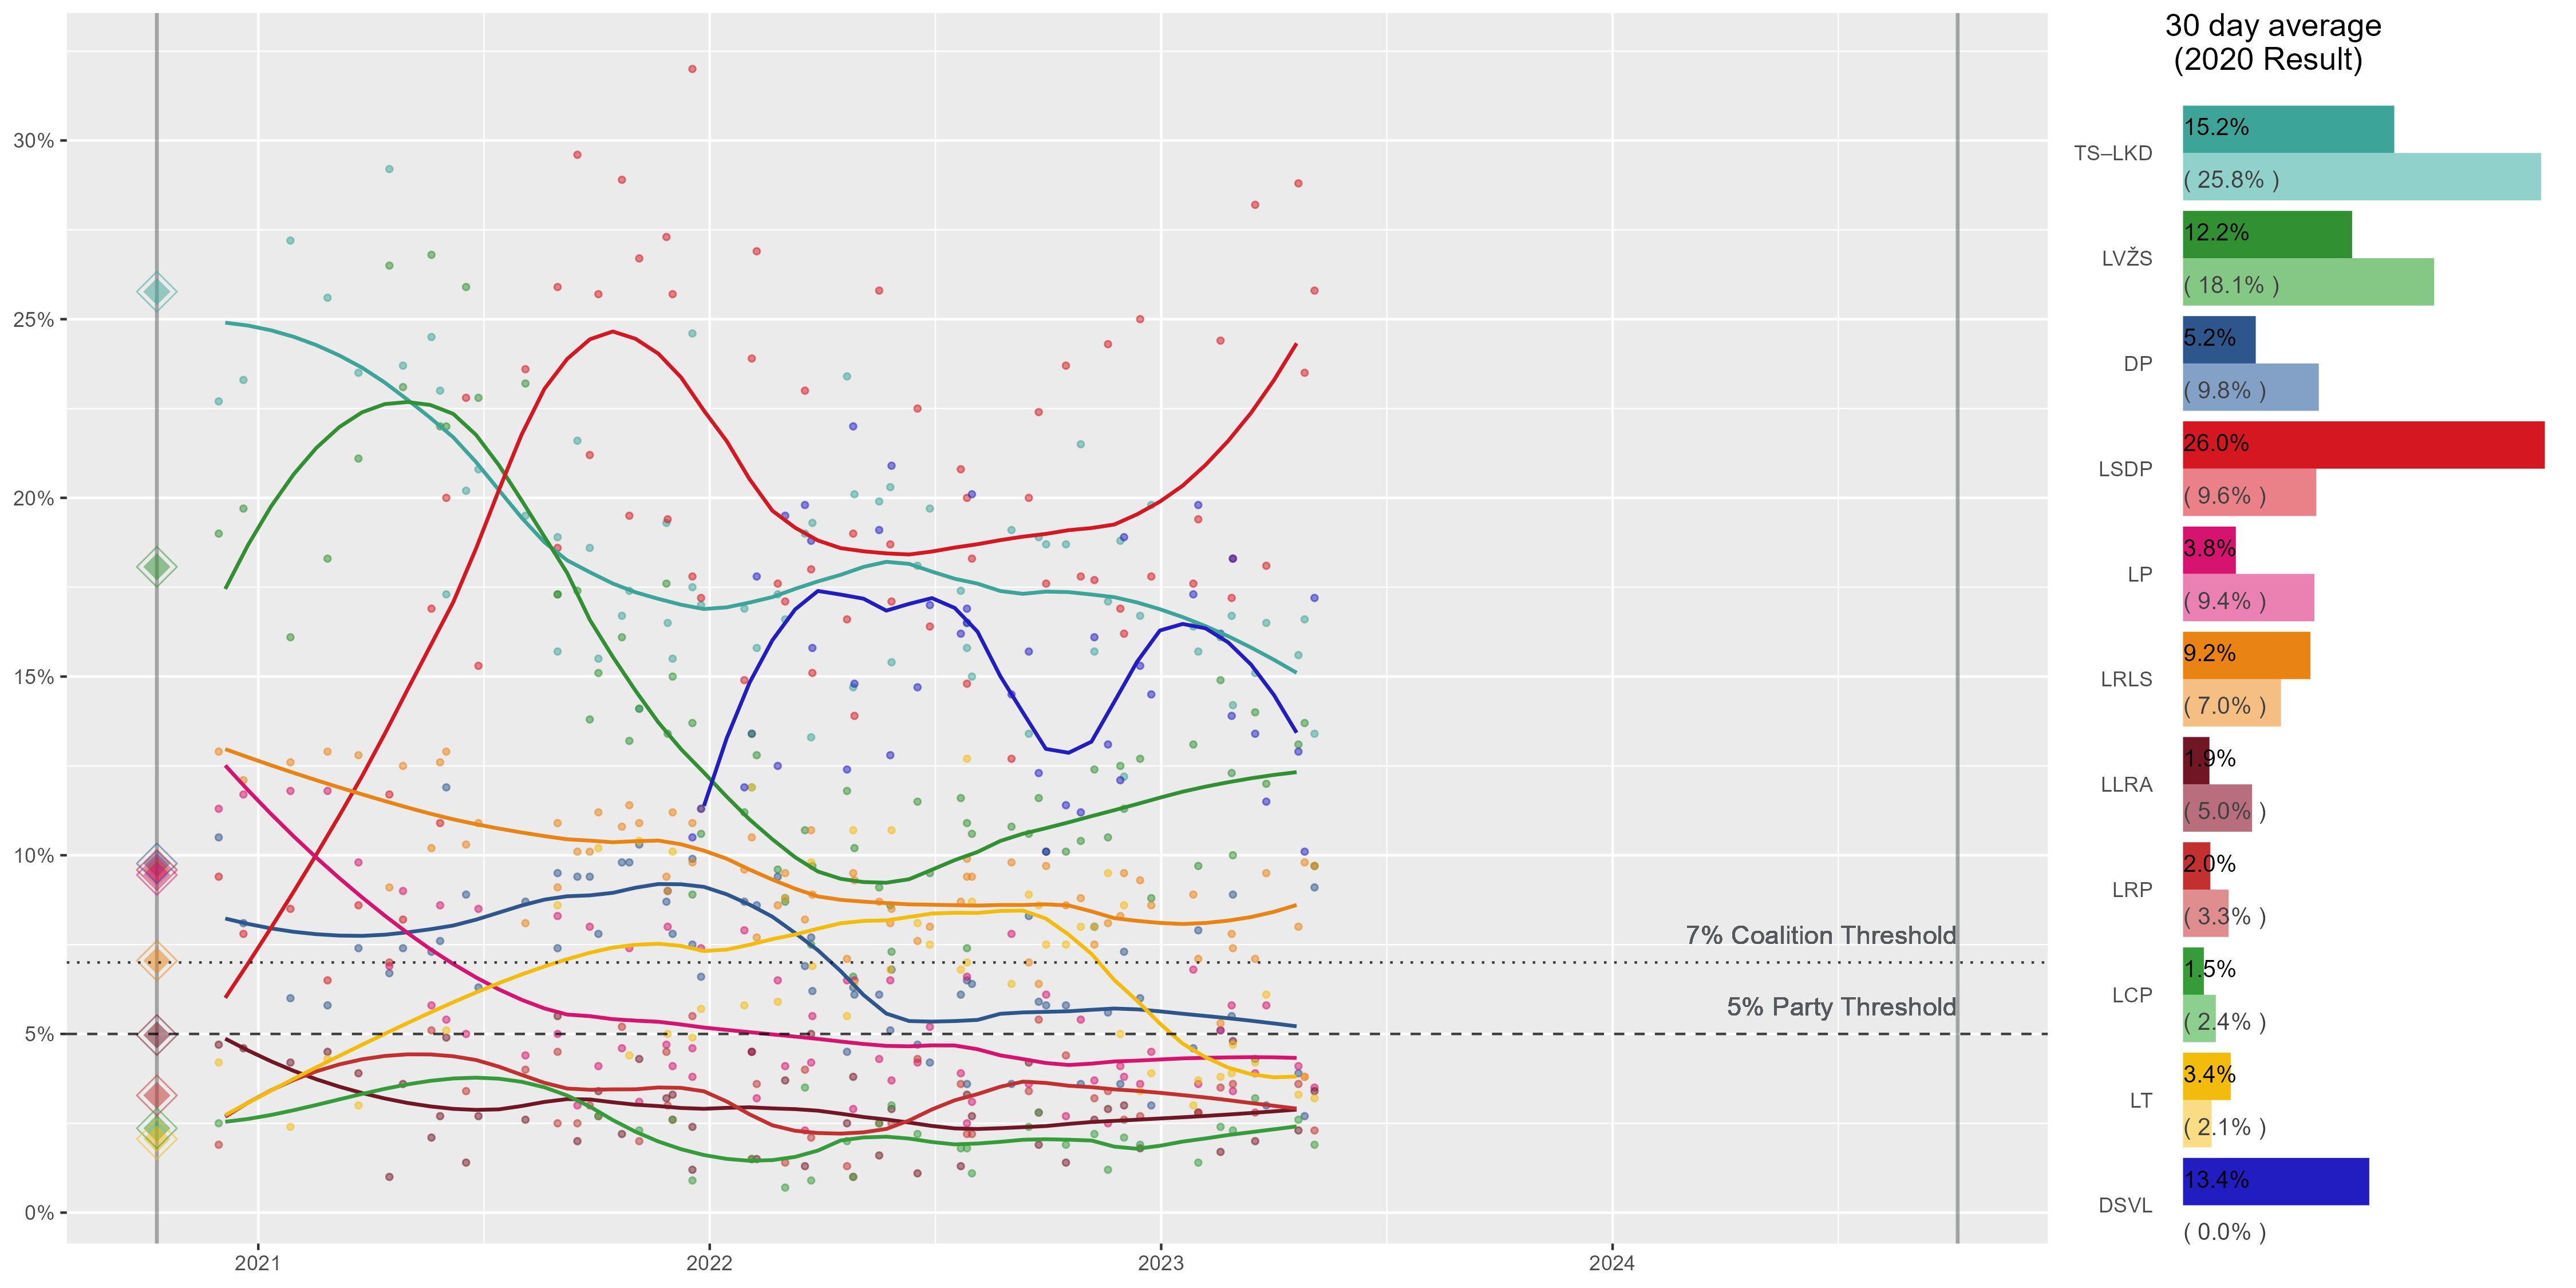 30%
25%
20%
15%
10%
5%
0%
2021
2022
2023
2024
7% Coalition Threshold
5% Party Threshold
30 day average
(2020 Result)
TS–LKD
15.2%
( 25.8% )
LVŽS
12.2%
( 18.1% )
DP
5.2%
( 9.8% )
LSDP
26.0%
( 9.6% )
LP
3.8%
( 9.4% )
LRLS
9.2%
( 7.0% )
LLRA
1.9%
( 5.0% )
LRP
2.0%
( 3.3% )
LCP
1.5%
( 2.4% )
LT
3.4%
( 2.1% )
DSVL
13.4%
( 0.0% )